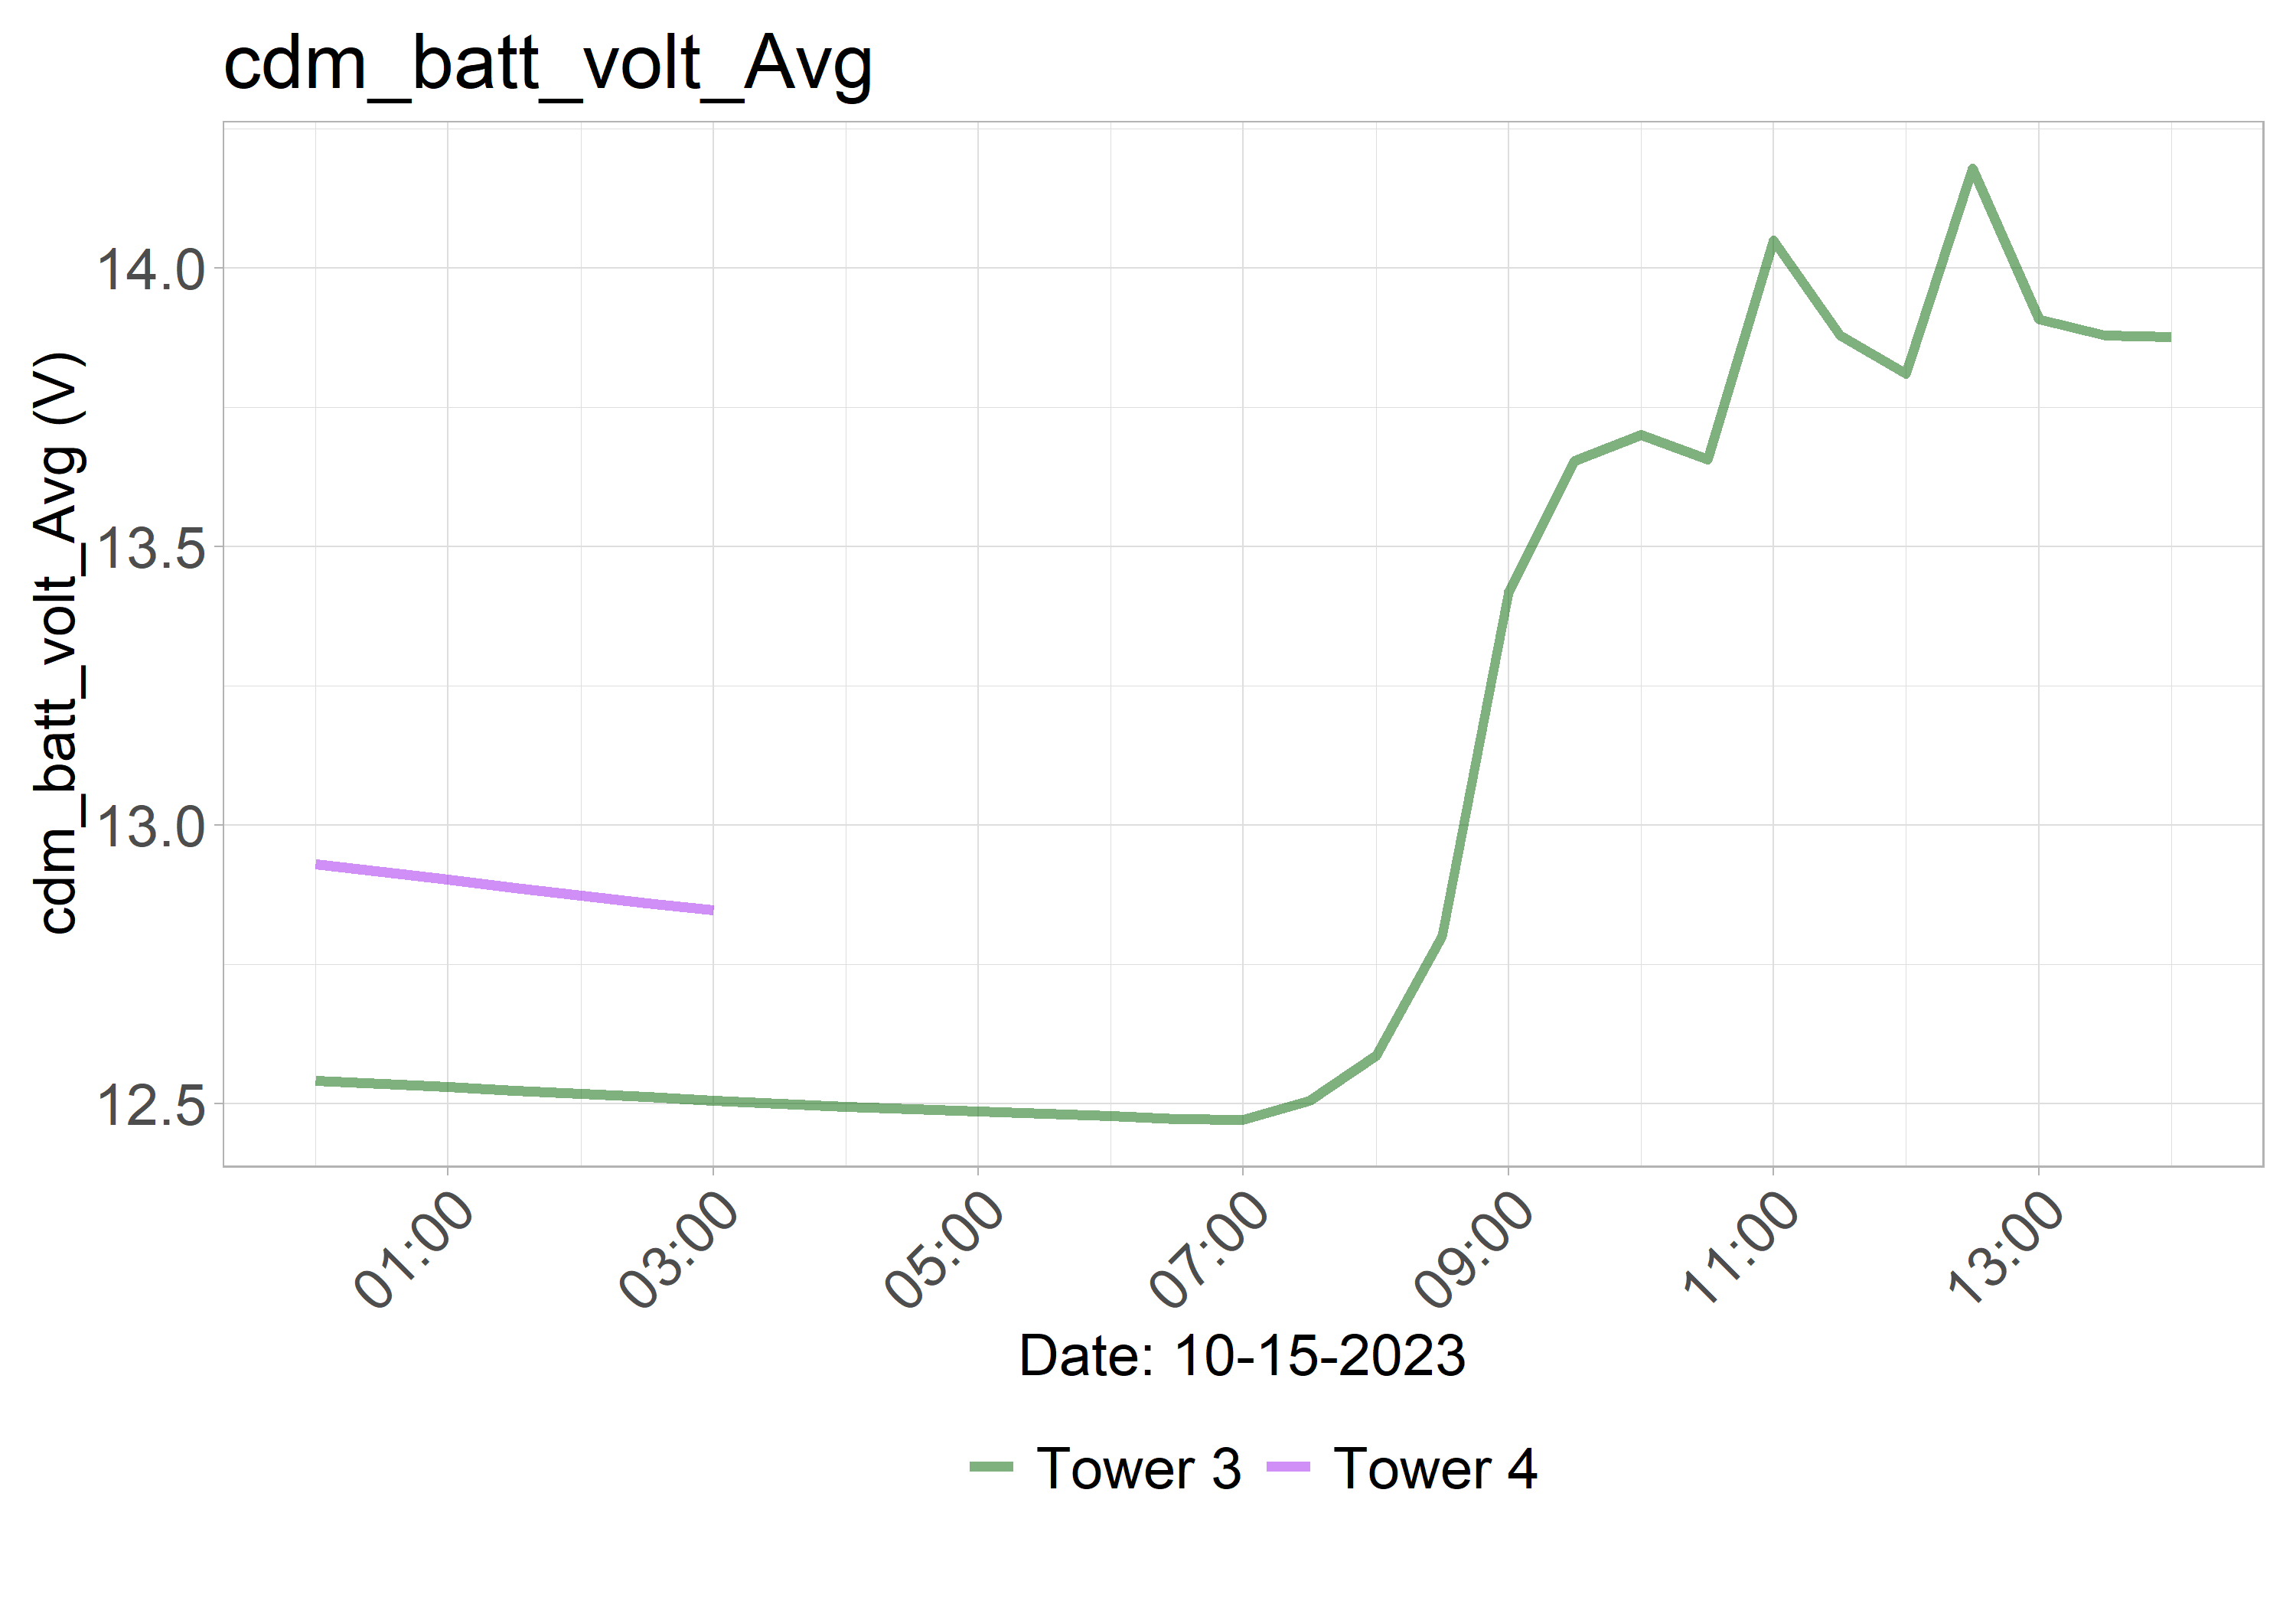 cdm_batt_volt_Avg
cdm_batt_volt_Avg (V)
14.0
13.5
13.0
12.5
01:00 03:00 05:00 07:00 09:00 11:00 13:00
Date: 10-15-2023
Tower 3 Tower 4